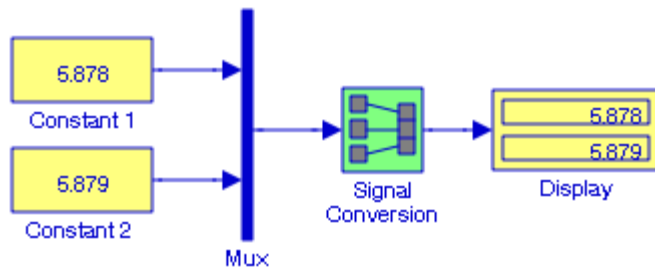 5.878
Constant 1
5.879
Constant 2
Mux
Signal
Conversion
5.878
5.879
Display